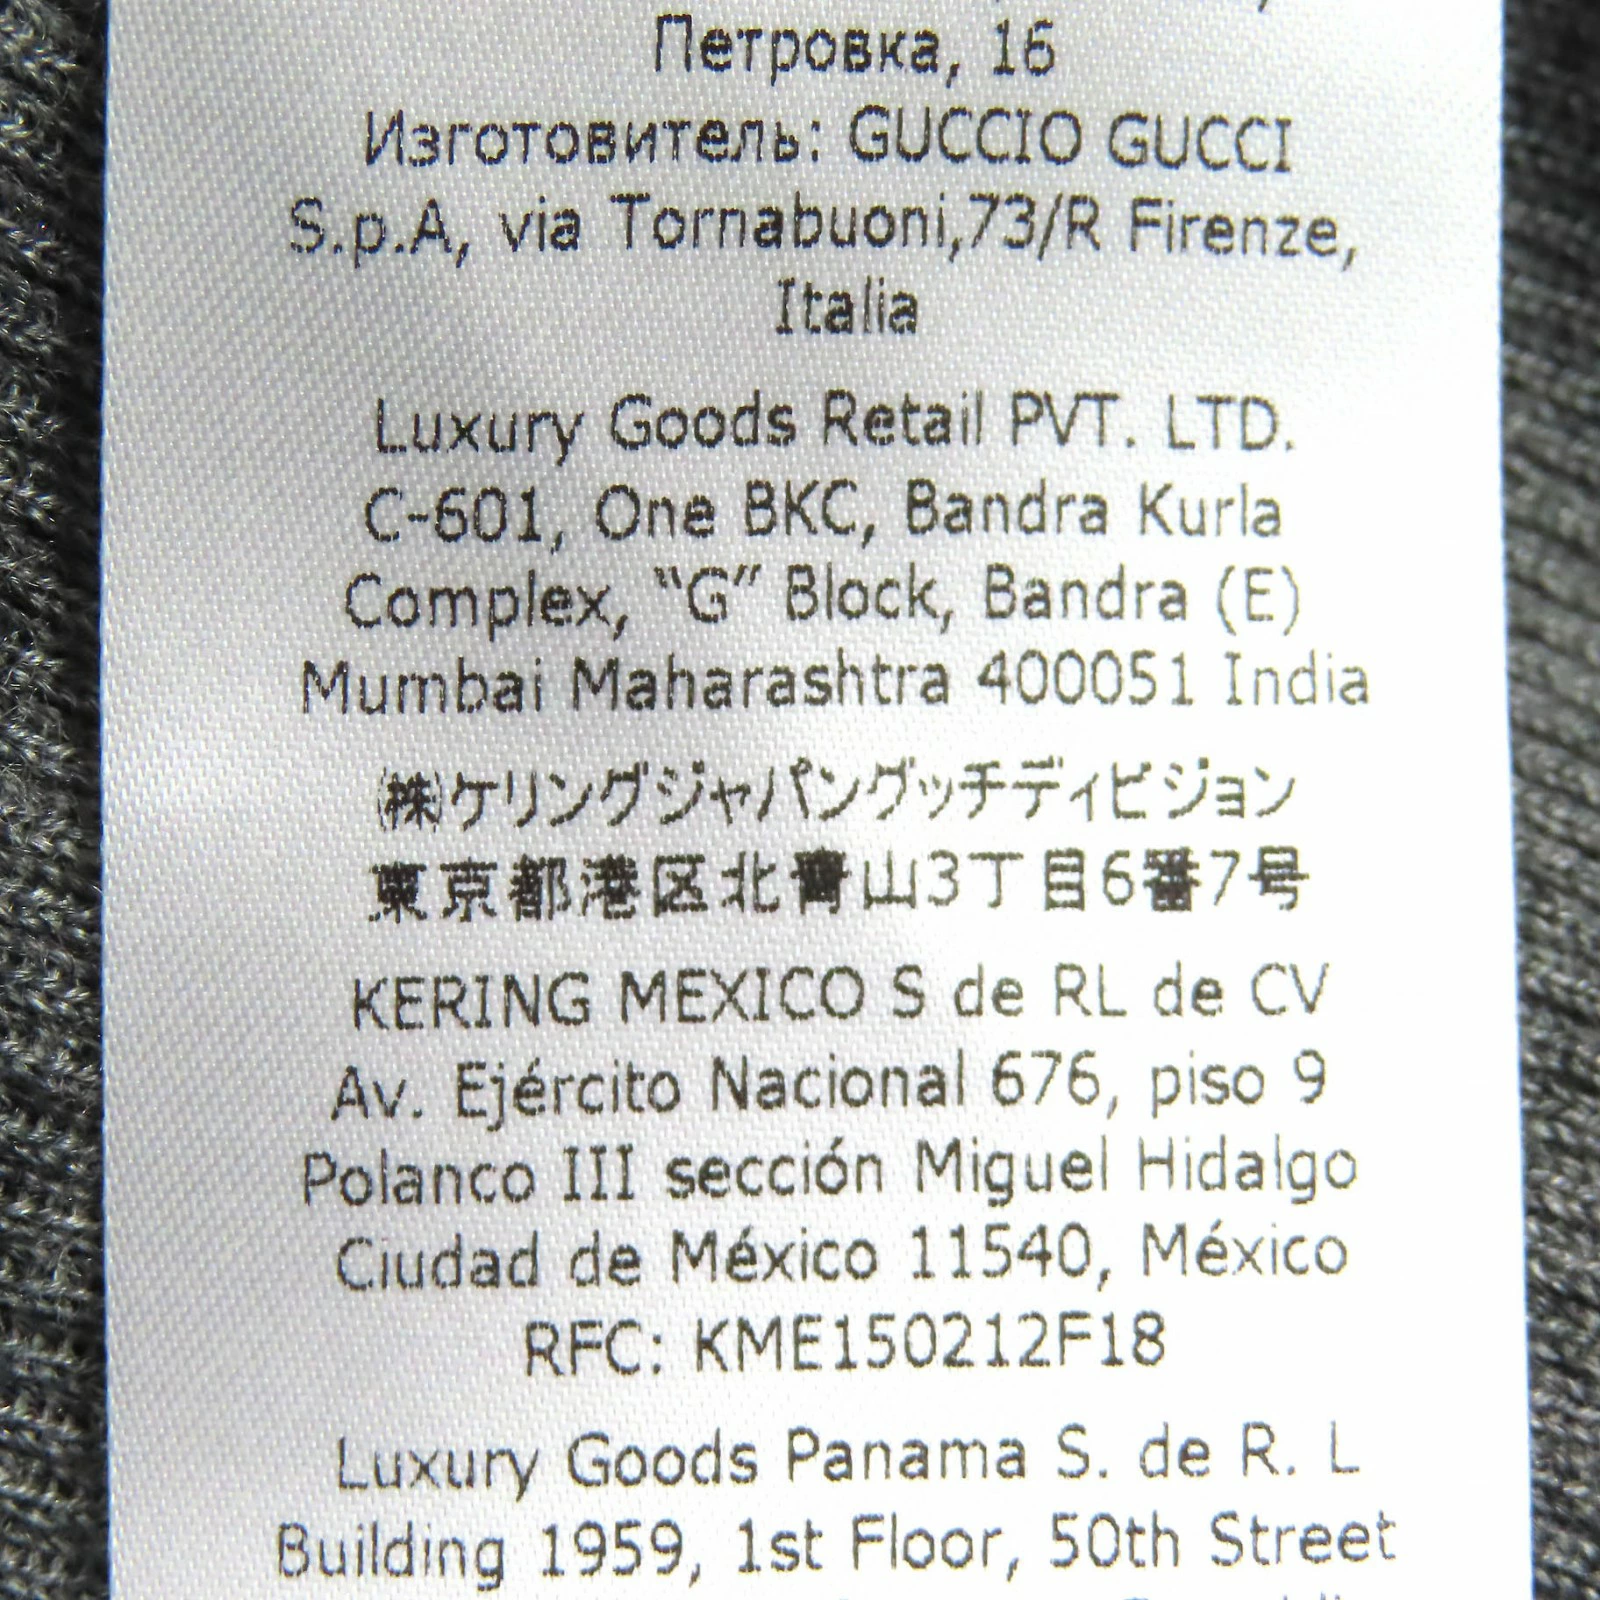 Петровка, 16
Изготовитель: GUCCIO GUCCI
S.p.A, via Tornabuoni,73/R Firenze,
Italia
Luxury Goods Retail PVT. LTD.
C-601, One BKC, Bandra Kurla
Complex, “G” Block, Bandra (E)
Mumbai Maharashtra 400051 India
㈱ケリングジャパングッチディビジョン
東京都港区北青山3丁目6番7号
KERING MEXICO S de RL de CV
Av. Ejército Nacional 676, piso 9
Polanco III sección Miguel Hidalgo
Ciudad de México 11540, México
RFC: KME150212F18
Luxury Goods Panama S. de R. L
Building 1959, 1st Floor, 50th Street